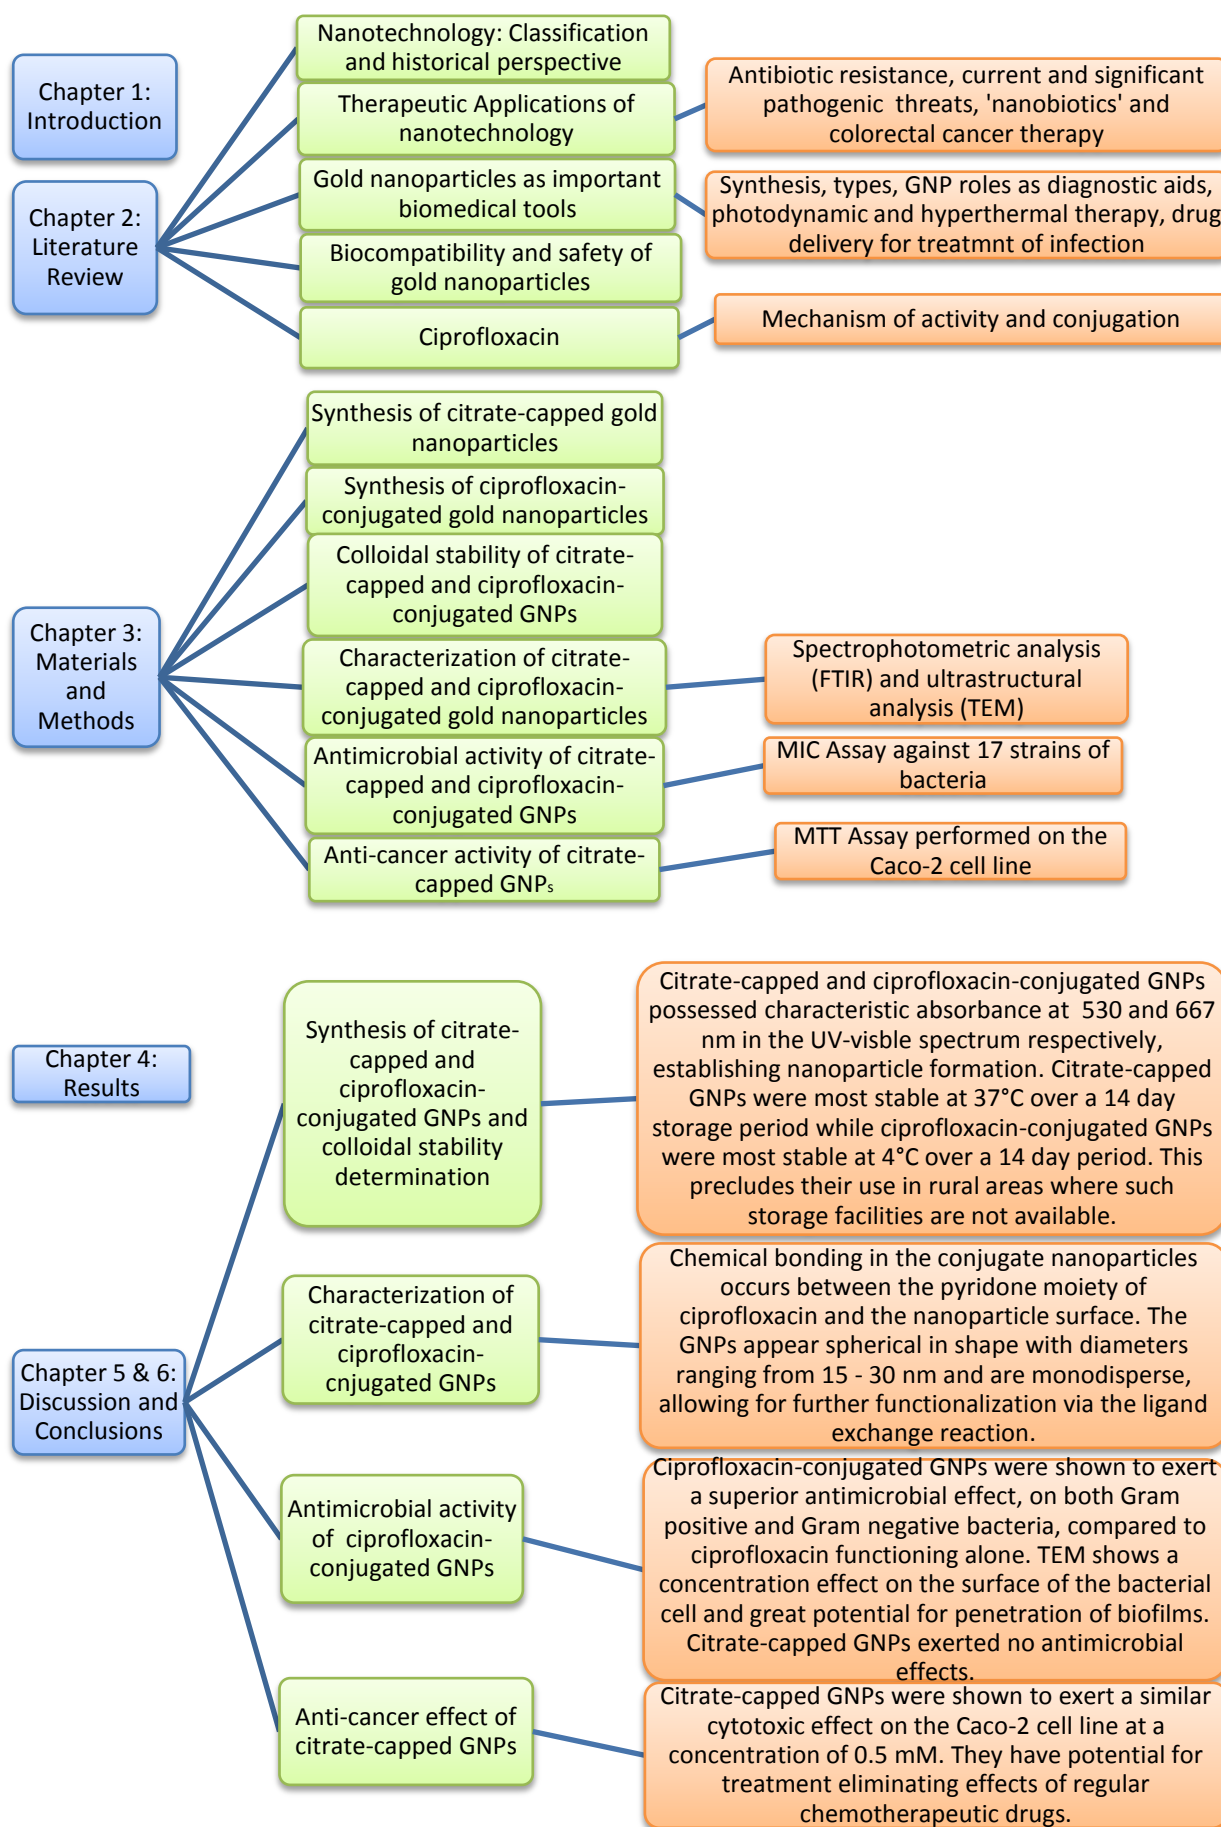 Chapter 1:
Introduction
Chapter 2:
Literature
Review
Nanotechnology: Classification
and historical perspective
Therapeutic Applications of
nanotechnology
Antibiotic resistance, current and significant
pathogenic threats, 'nanobiotics' and
colorectal cancer therapy
Gold nanoparticles as important
biomedical tools
Synthesis, types, GNP roles as diagnostic aids,
photodynamic and hyperthermal therapy, drug
delivery for treatmnt of infection
Biocompatibility and safety of
gold nanoparticles
Ciprofloxacin
Mechanism of activity and conjugation
Chapter 3:
Materials
and
Methods
Synthesis of citrate-capped gold
nanoparticles
Synthesis of ciprofloxacin-
conjugated gold nanoparticles
Colloidal stability of citrate-
capped and ciprofloxacin-
conjugated GNPs
Characterization of citrate-
capped and ciprofloxacin-
conjugated gold nanoparticles
Spectrophotometric analysis
(FTIR) and ultrastructural
analysis (TEM)
Antimicrobial activity of citrate-
capped and ciprofloxacin-
conjugated GNPs
MIC Assay against 17 strains of
bacteria
Anti-cancer activity of citrate-
capped GNPs
MTT Assay performed on the
Caco-2 cell line
Chapter 4:
Results
Chapter 5 & 6:
Discussion and
Conclusions
Synthesis of citrate-
capped and
ciprofloxacin-
conjugated GNPs and
colloidal stability
determination
Citrate-capped and ciprofloxacin-conjugated GNPs
possessed characteristic absorbance at  530 and 667
nm in the UV-visble spectrum respectively,
establishing nanoparticle formation. Citrate-capped
GNPs were most stable at 37°C over a 14 day
storage period while ciprofloxacin-conjugated GNPs
were most stable at 4°C over a 14 day period. This
precludes their use in rural areas where such
storage facilities are not available.
Characterization of
citrate-capped and
ciprofloxacin-
cnjugated GNPs
Chemical bonding in the conjugate nanoparticles
occurs between the pyridone moiety of
ciprofloxacin and the nanoparticle surface. The
GNPs appear spherical in shape with diameters
ranging from 15 - 30 nm and are monodisperse,
allowing for further functionalization via the ligand
exchange reaction.
Antimicrobial activity
of  ciprofloxacin-
conjugated GNPs
Ciprofloxacin-conjugated GNPs were shown to exert
a superior antimicrobial effect, on both Gram
positive and Gram negative bacteria, compared to
ciprofloxacin functioning alone. TEM shows a
concentration effect on the surface of the bacterial
cell and great potential for penetration of biofilms.
Citrate-capped GNPs exerted no antimicrobial
effects.
Anti-cancer effect of
citrate-capped GNPs
Citrate-capped GNPs were shown to exert a similar
cytotoxic effect on the Caco-2 cell line at a
concentration of 0.5 mM. They have potential for
treatment eliminating effects of regular
chemotherapeutic drugs.